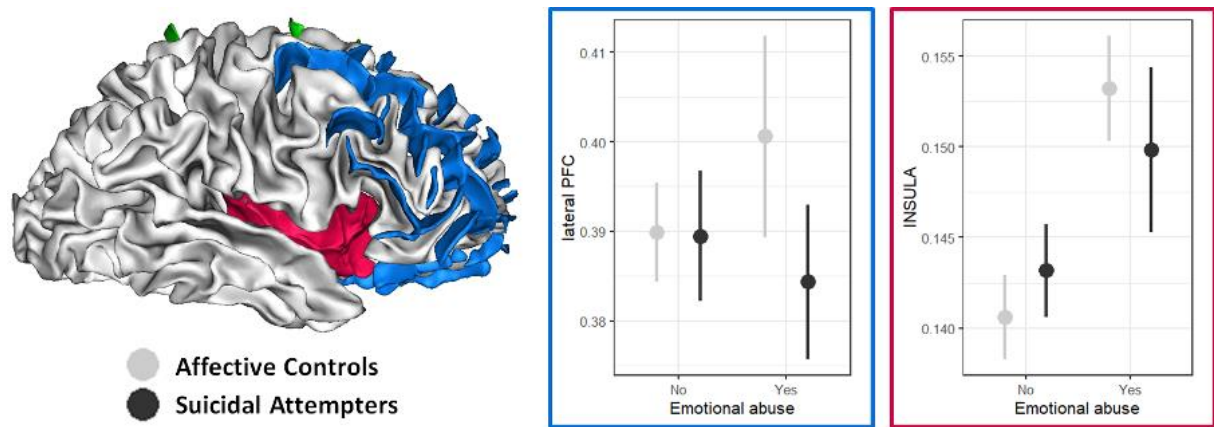 Affective Controls
Suicidal Attempters
lateral PFC
0.41
0.40
0.39
0.38
No
Yes
Emotional abuse
INSULA
0.155
0.150
0.145
0.140
No
Yes
Emotional abuse